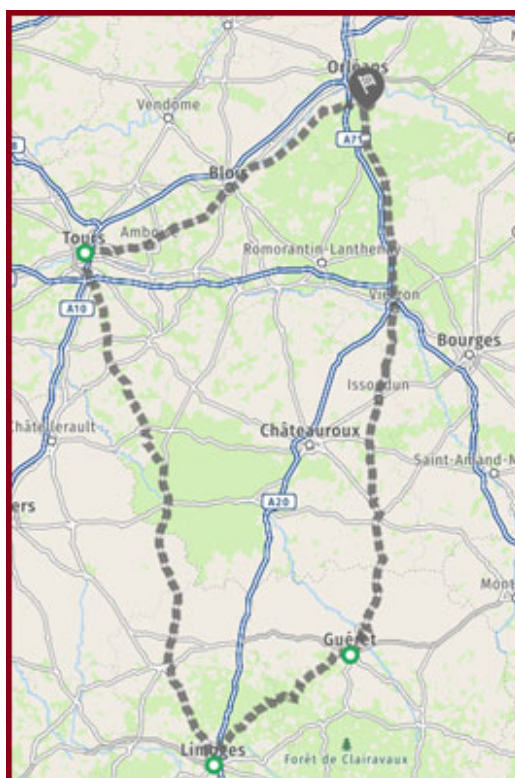 Orléans
Vendôme
A71
Blois
Amboise
Tours
Romorantin-Lanthenay
A10
Vierzon
Bourges
Issoudun
Châtellerault
Châteauroux
Saint-Amand-M
ers
A20
Mont
Guéret
Limoges
Forêt de Clairavaux